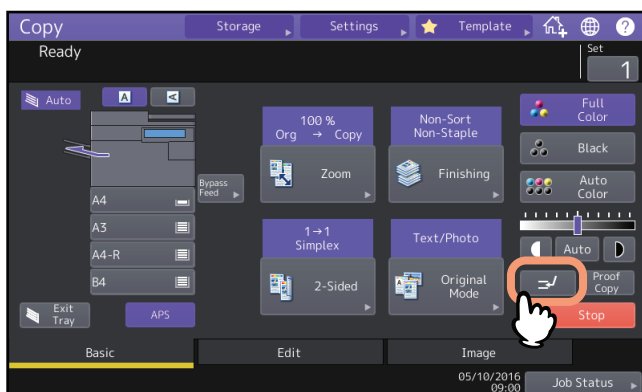 Copy
Storage
Settings
Template
?
Ready
Set
1
Auto
A
A
A4
A3
A4-R
B4
Bypass
Feed
Exit
Tray
APS
100 %
Org → Copy
Zoom
Non-Sort
Non-Staple
Finishing
1→1
Simplex
2-Sided
Text/Photo
Original
Mode
Full
Color
Black
Auto
Color
Auto
Proof
Copy
Stop
Basic
Edit
Image
05/10/2016
09:00
Job Status